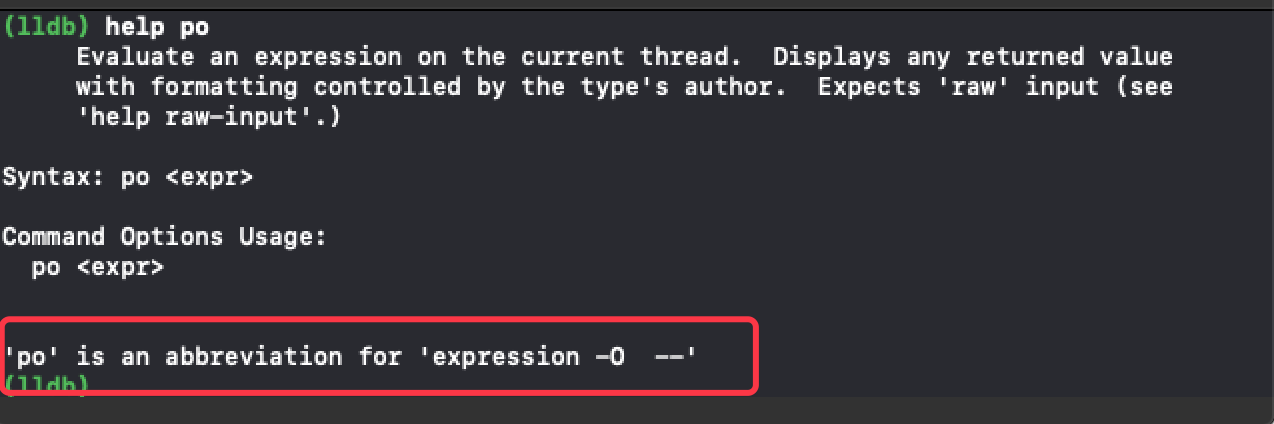 (lldb) help po
Evaluate an expression on the current thread.  Displays any returned value
with formatting controlled by the type's author.  Expects 'raw' input (see
'help raw-input'.)
Syntax: po <expr>
Command Options Usage:
po <expr>
'po' is an abbreviation for 'expression -O  --'
(lldb)